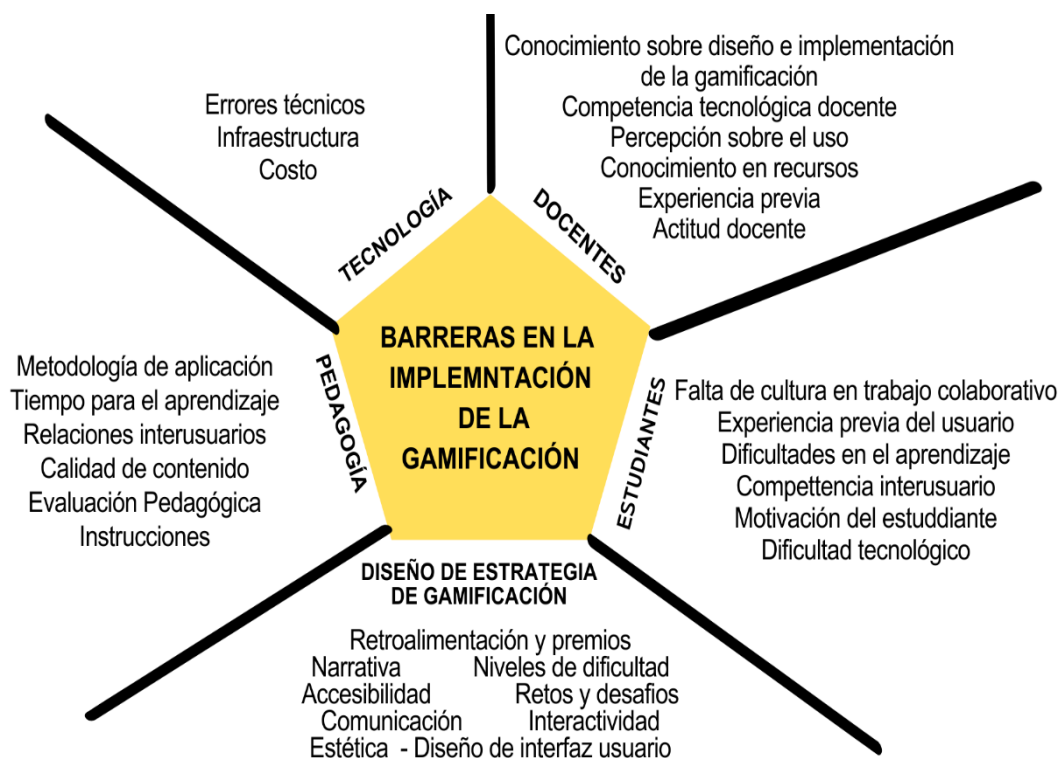 BARRERAS EN LA
IMPLEMNTACIÓN
DE LA
GAMIFICACIÓN
TECNOLOGÍA
Errores técnicos
Infraestructura
Costo
DOCENTES
Conocimiento sobre diseño e implementación
de la gamificación
Competencia tecnológica docente
Percepción sobre el uso
Conocimiento en recursos
Experiencia previa
Actitud docente
ESTUDIANTES
Falta de cultura en trabajo colaborativo
Experiencia previa del usuario
Dificultades en el aprendizaje
Compettencia interusuario
Motivación del estuddiante
Dificultad tecnológico
DISEÑO DE ESTRATEGIA
DE GAMIFICACIÓN
Retroalimentación y premios
Narrativa Niveles de dificultad
Accesibilidad Retos y desafios
Comunicación Interactividad
Estética - Diseño de interfaz usuario
PEDAGOGÍA
Metodología de aplicación
Tiempo para el aprendizaje
Relaciones interusuarios
Calidad de contenido
Evaluación Pedagógica
Instrucciones